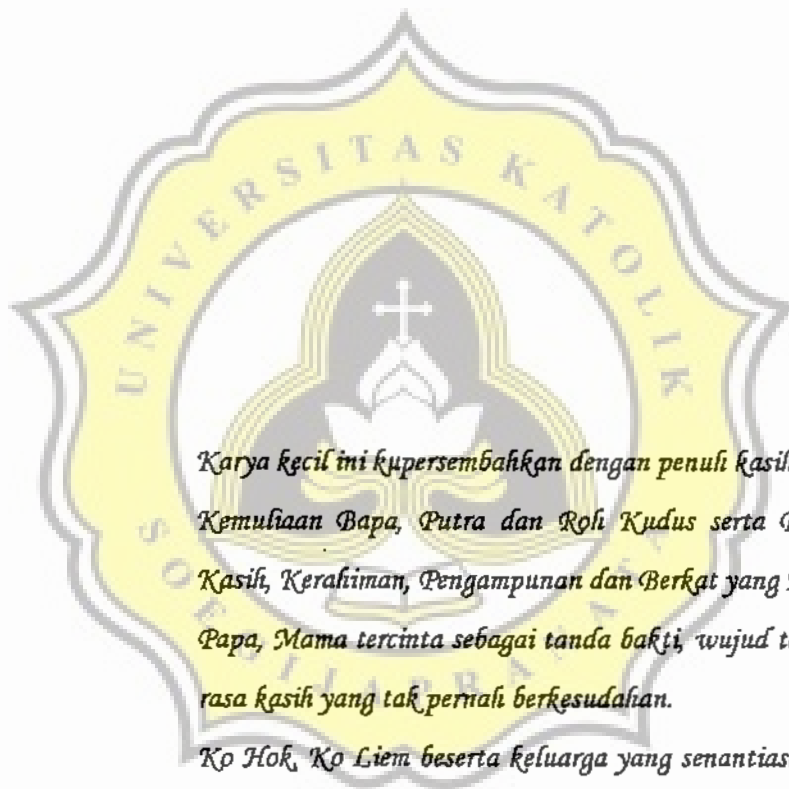 UNIVERSITAS KATOLIK
SOEGIJAPRANATA
Karya kecil ini kupersembahkan dengan penuh kasih
Kemuliaan Bapa, Putra dan Roh Kudus serta
Kasih, Kerahiman, Pengampunan dan Berkat yang
Papa, Mama tercinta sebagai tanda bakti, wujud
rasa kasih yang tak pernah berkesudahan.
Ko Hok, Ko Liem beserta keluarga yang